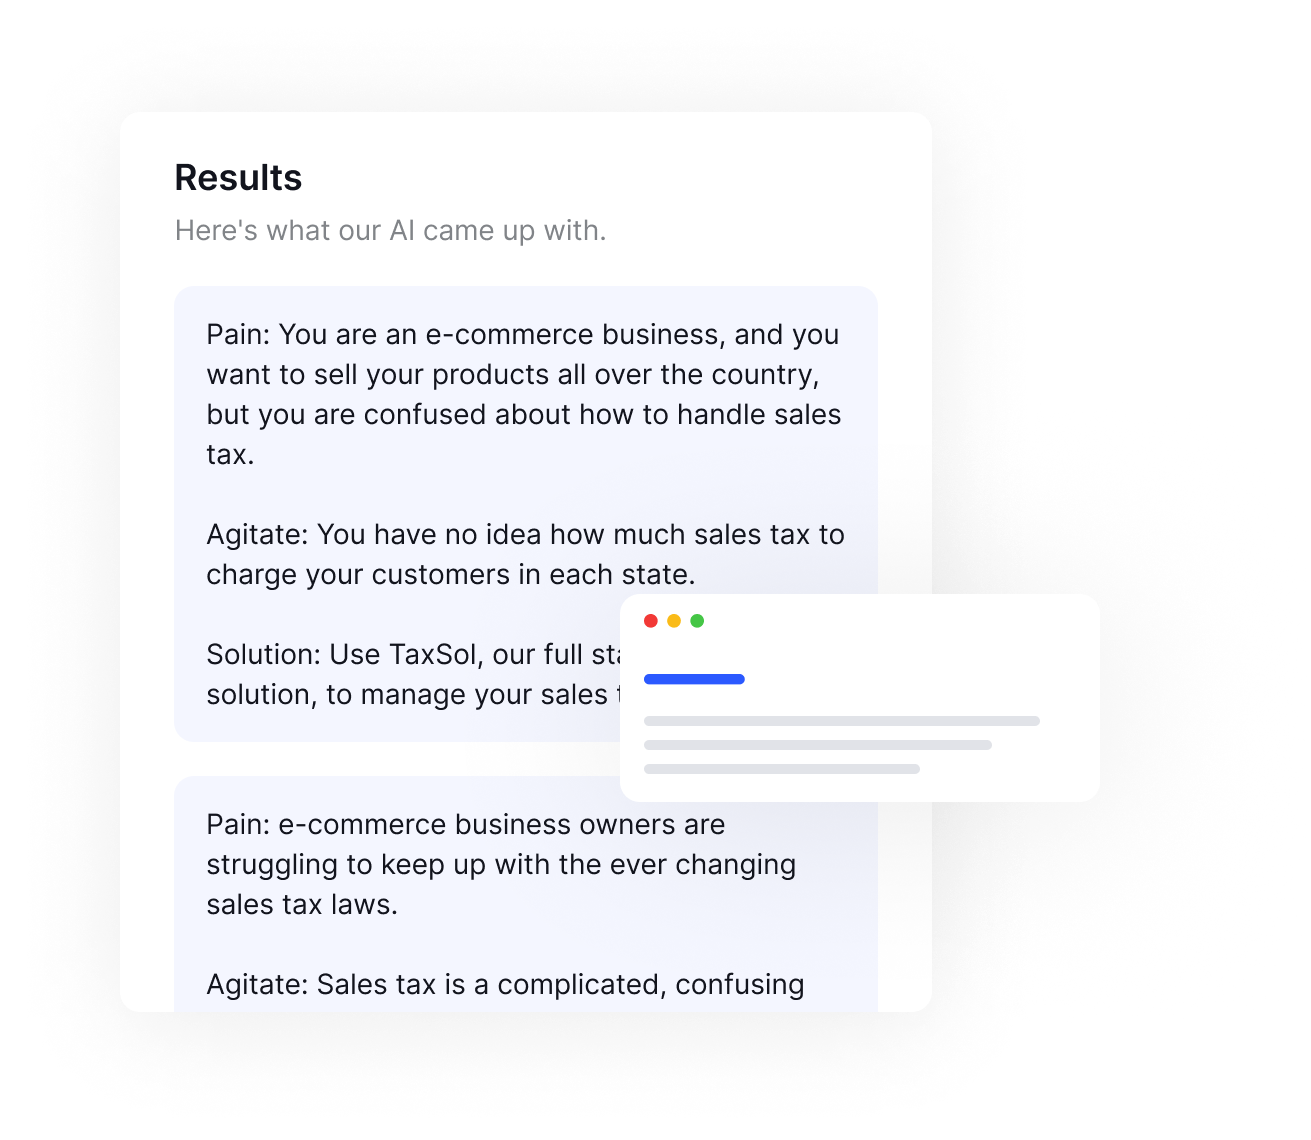 Results
Here's what our AI came up with.
Pain: You are an e-commerce business, and you
want to sell your products all over the country,
but you are confused about how to handle sales
tax.
Agitate: You have no idea how much sales tax to
charge your customers in each state.
Solution: Use TaxSol, our full
solution, to manage your sales
Pain: e-commerce business owners are
struggling to keep up with the ever changing
sales tax laws.
Agitate: Sales tax is a complicated, confusing